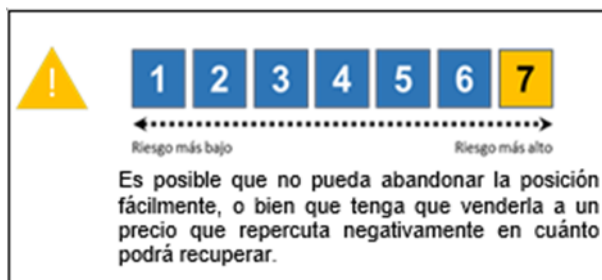 !
1 2 3 4 5 6 7
Riesgo más bajo Riesgo más alto
Es posible que no pueda abandonar la posición
fácilmente, o bien que tenga que venderla a un
precio que repercuta negativamente en cuánto
podrá recuperar.